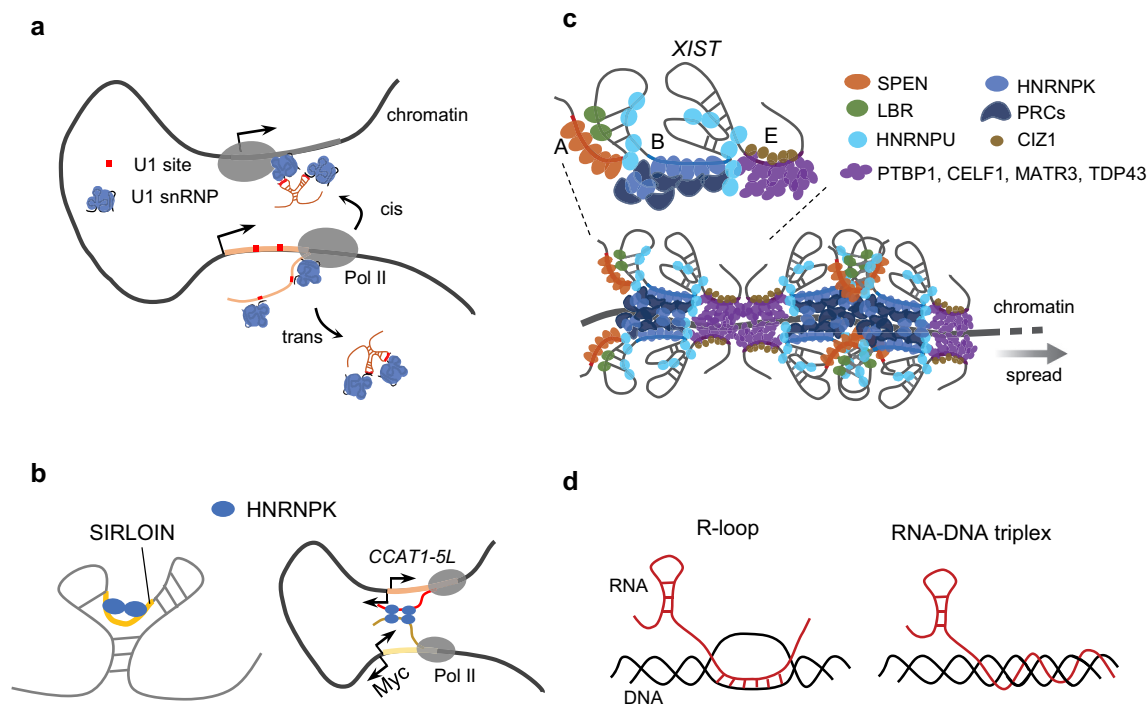 a
chromatin
U1 site
U1 snRNP
cis
Pol II
trans
b
HNRNPK
SIRLOIN
CCAT1-5L
Myc
Pol II
c
XIST
A
B
E
SPEN
LBR
HNRNPU
HNRNPK
PRCs
CIZ1
PTBP1, CELF1, MATR3, TDP43
chromatin
spread
d
R-loop
RNA-DNA triplex
RNA
DNA